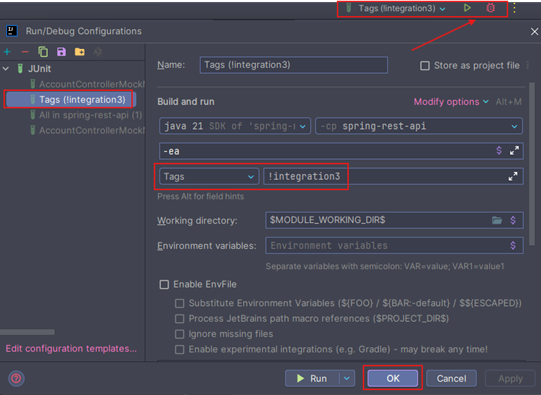 Tags (!integration3)
Run/Debug Configurations
JUnit
AccountControllerMock
Tags (!integration3)
All in spring-rest-api (1)
AccountControllerMock
Edit configuration templates...
Name: Tags (!integration3) Store as project file
Build and run Modify options Alt+M
java 21 SDK of 'spring- -cp spring-rest-api
-ea
Tags !integration3
Press Alt for field hints
Working directory: $MODULE_WORKING_DIR$
Environment variables: Environment variables
Separate variables with semicolon: VAR=value; VAR1=value1
Enable EnvFile
Substitute Environment Variables (${FOO} / ${BAR:-default} / $${ESCAPED})
Process JetBrains path macro references ($PROJECT_DIR$)
Ignore missing files
Enable experimental integrations (e.g. Gradle) - may break any time!
Run OK Cancel Apply